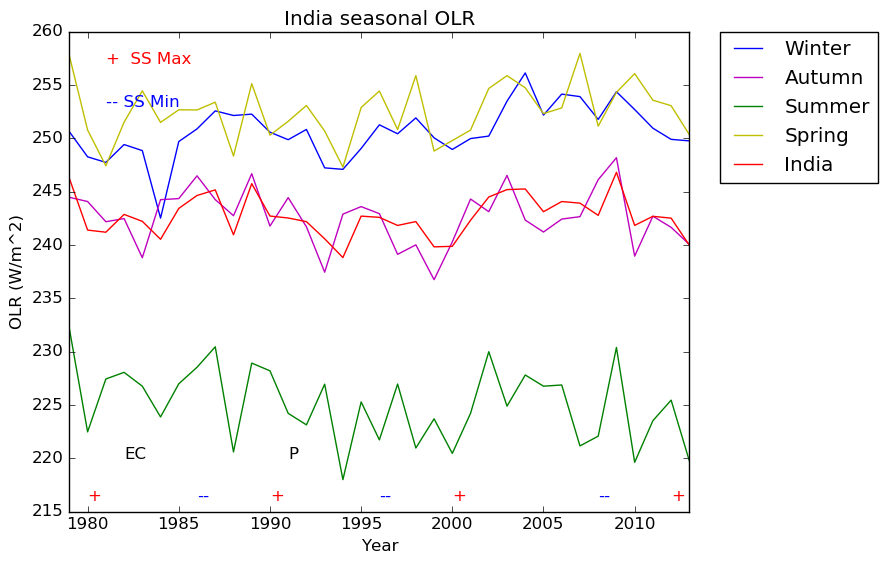 India seasonal OLR
260
255
250
245
240
235
230
225
220
215
OLR (W/m^2)
+ SS Max
-- SS Min
EC
P
+
--
+
--
+
--
+
1980
1985
1990
1995
2000
2005
2010
Year
Winter
Autumn
Summer
Spring
India